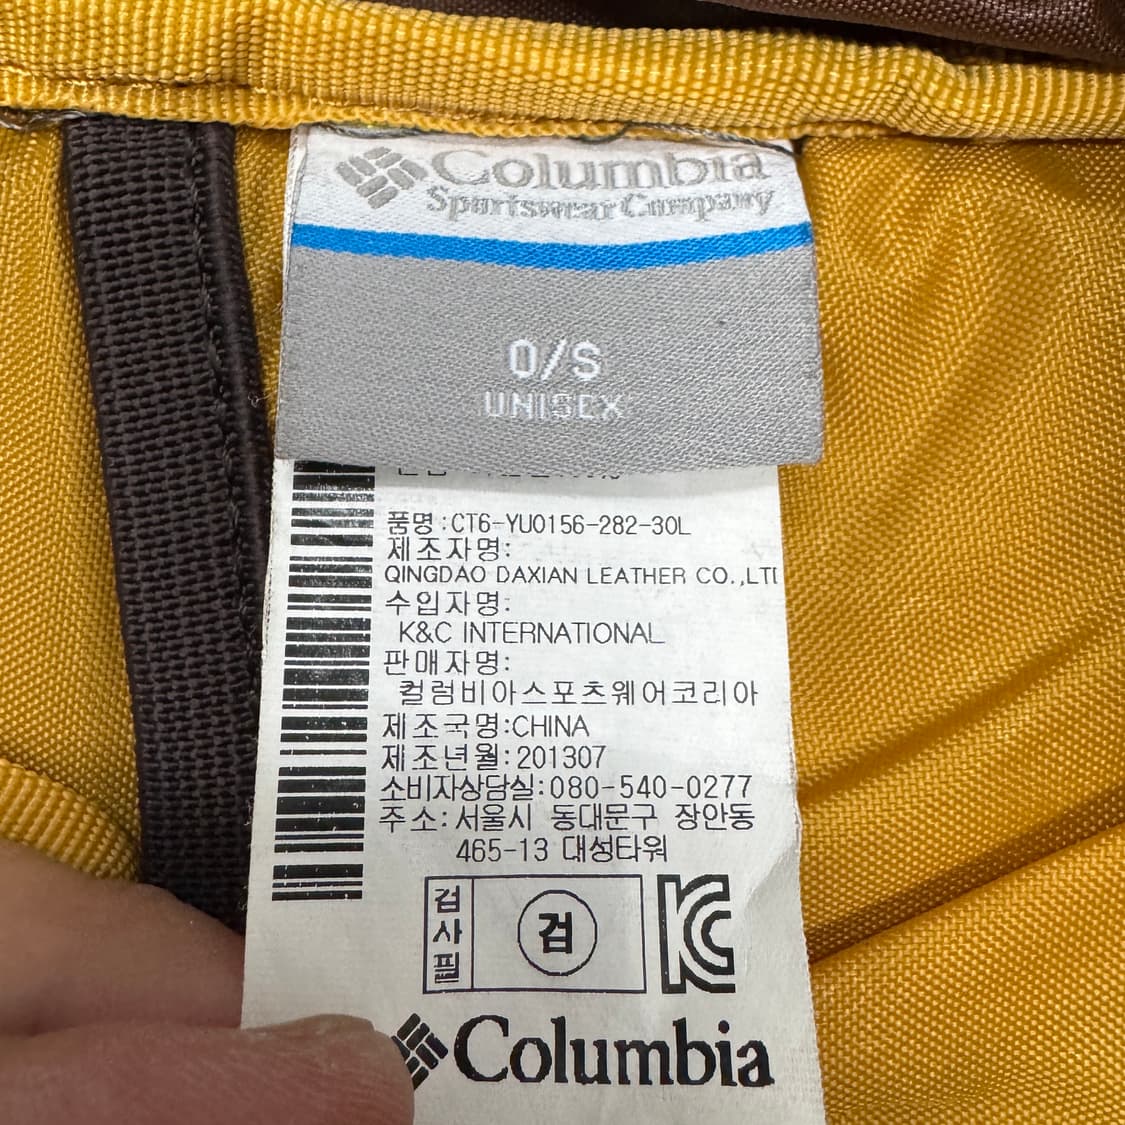 Columbia
Sportswear Company
O/S
UNISEX
품명:CT6-YU0156-282-30L
제조자명:
QINGDAO DAXIAN LEATHER CO.,LTD
수입자명:
K&C INTERNATIONAL
판매자명:
컬럼비아스포츠웨어코리아
제조국명:CHINA
제조년월:201307
소비자상담실:080-540-0277
주소:서울시 동대문구 장안동
465-13 대성타워
검사필
검
KC
Columbia